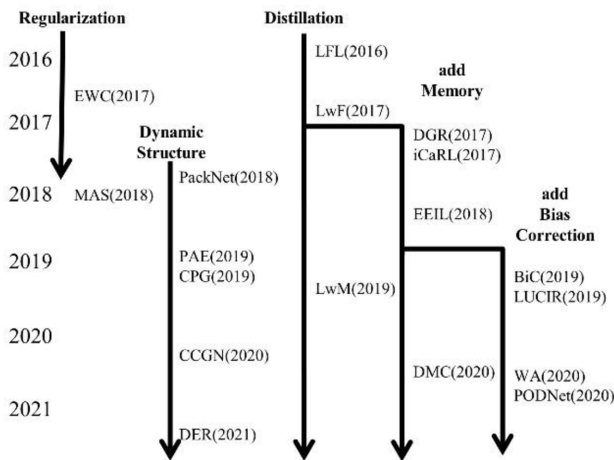 Regularization
Distillation
2016
LFL(2016)
add
Memory
EWC(2017)
2017
LwF(2017)
Dynamic
Structure
DGR(2017)
iCaRL(2017)
PackNet(2018)
2018
MAS(2018)
EEIL(2018)
add
Bias
Correction
2019
PAE(2019)
CPG(2019)
LwM(2019)
BiC(2019)
LUCIR(2019)
2020
CCGN(2020)
DMC(2020)
WA(2020)
PODNet(2020)
2021
DER(2021)